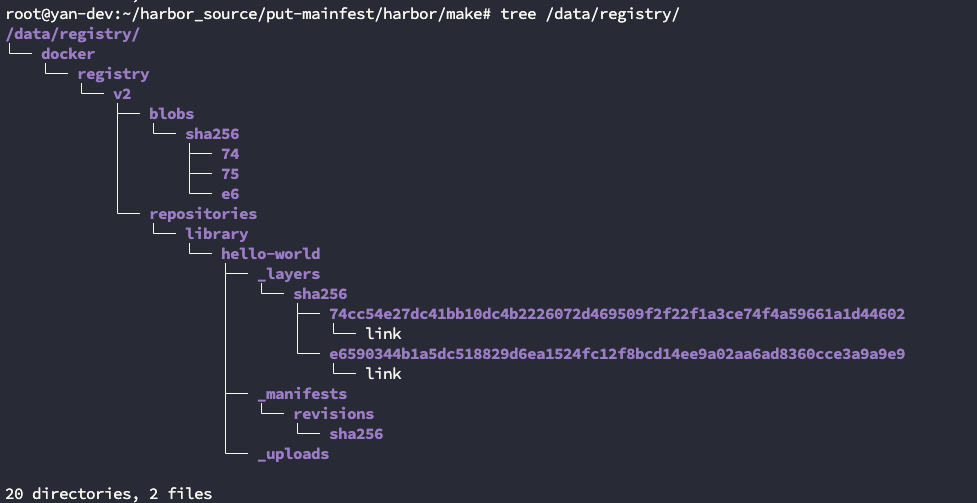 root@yan-dev:~/harbor_source/put-mainfest/harbor/make# tree /data/registry/
/data/registry/
└── docker
    └── registry
        └── v2
            ├── blobs
            │   └── sha256
            │       ├── 74
            │       ├── 75
            │       └── e6
            └── repositories
                └── library
                    └── hello-world
                        ├── _layers
                        │   └── sha256
                        │       ├── 74cc54e27dc41bb10dc4b2226072d469509f2f22f1a3ce74f4a59661a1d44602
                        │       │   └── link
                        │       └── e6590344b1a5dc518829d6ea1524fc12f8bcd14ee9a02aa6ad8360cce3a9a9e9
                        │           └── link
                        ├── _manifests
                        │   └── revisions
                        │       └── sha256
                        └── _uploads
20 directories, 2 files